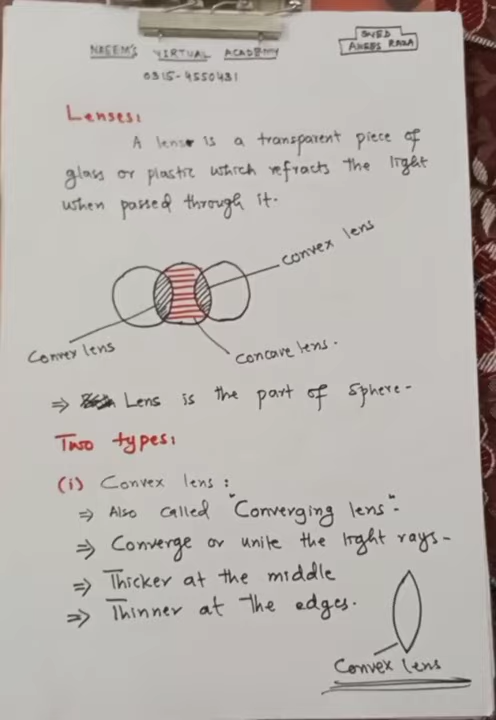 NAEEM'S VIRTUAL ACADEMY
SYED
ANEES RAZA
0315-4550431
Lenses:
A lens is a transparent piece of
glass or plastic which refracts the light
when passed through it.
convex lens
Convex lens
concave lens.
⇒ Lens is the part of sphere-
Two types:
(i) Convex lens:
⇒ Also called "Converging lens"-
⇒ Converge or unite the light rays-
⇒ Thicker at the middle
⇒ Thinner at the edges.
Convex lens